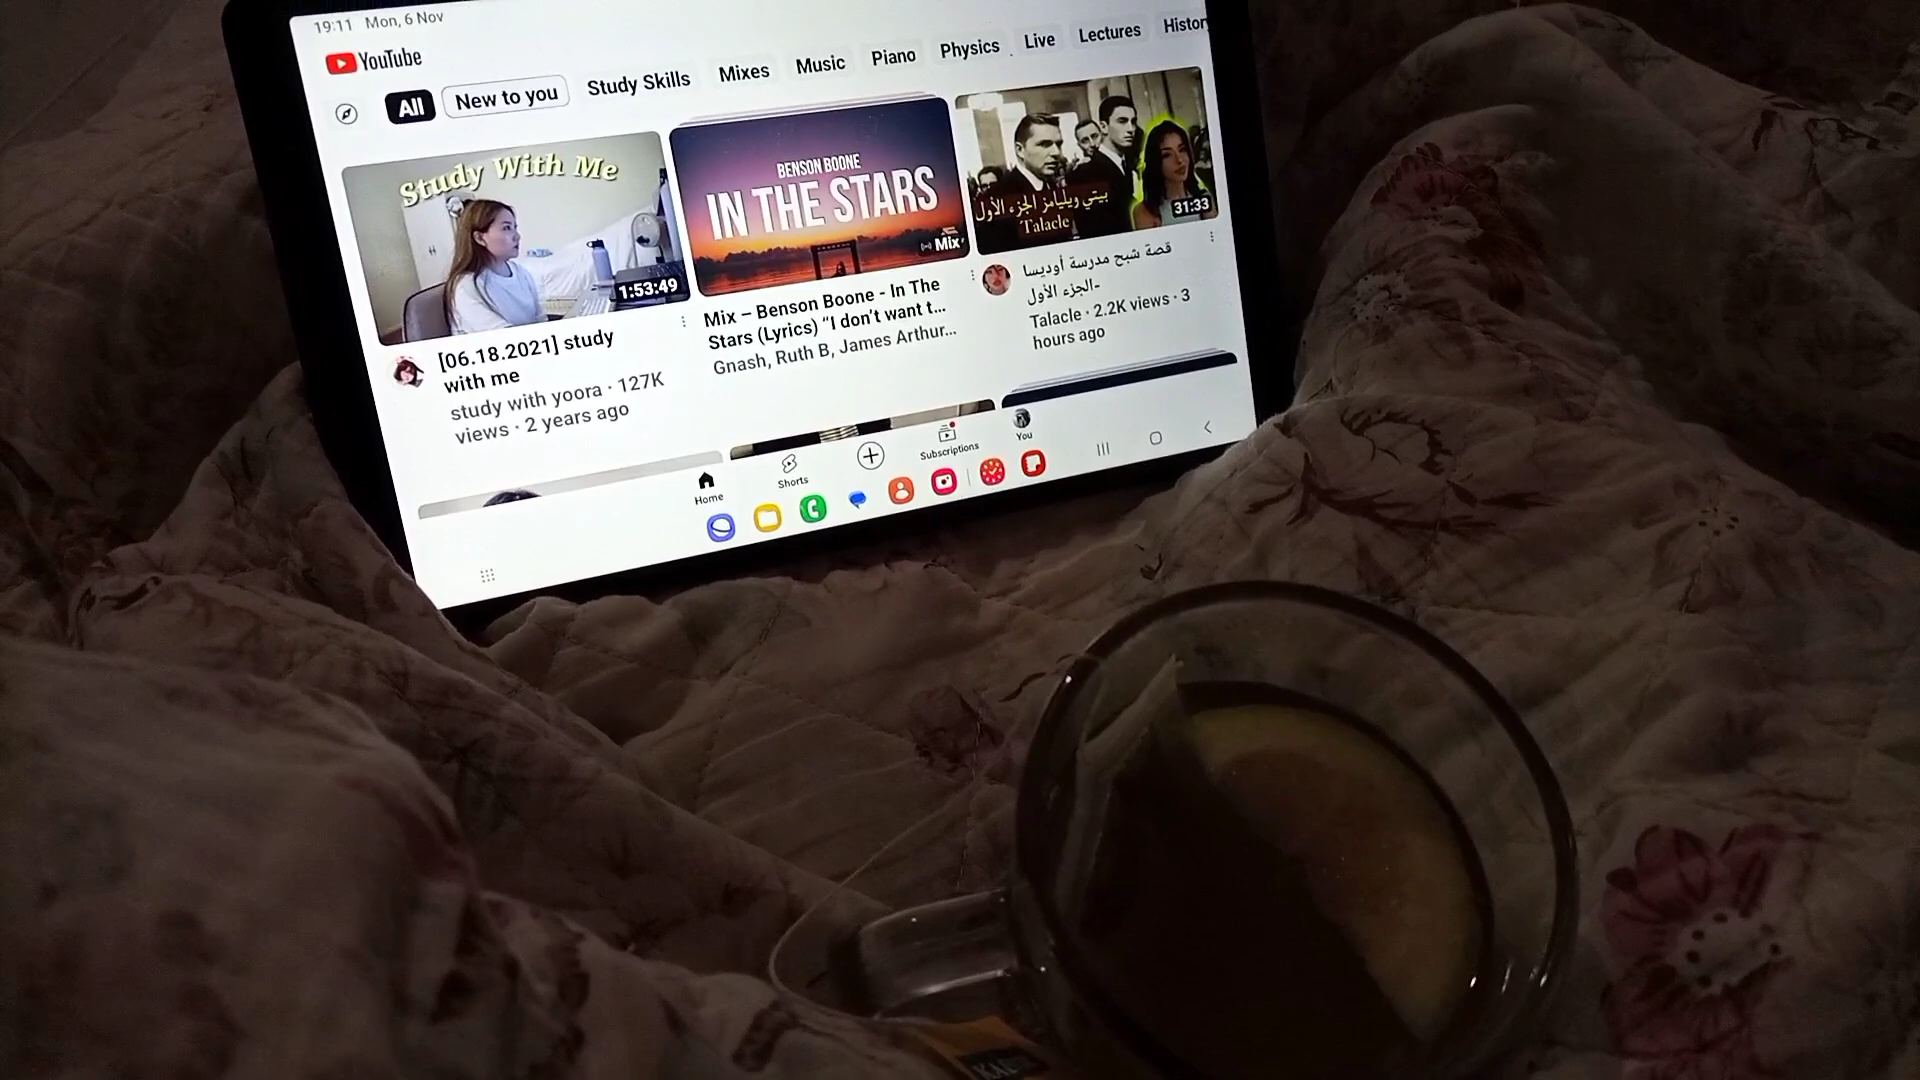 19:11 Mon, 6 Nov
YouTube
All New to you Study Skills Mixes Music Piano Physics Live Lectures Histor
Study With Me
1:53:49
[06.18.2021] study
with me
study with yoora · 127K
views · 2 years ago
BENSON BOONE
IN THE STARS
Mix
Mix – Benson Boone - In The
Stars (Lyrics) “I don’t want t...
Gnash, Ruth B, James Arthur...
بيتي ويليامز الجزء الأول
Talacle
31:33
قصة شبح مدرسة أوديسا
-الجزء الأول
Talacle · 2.2K views · 3
hours ago
Home
Shorts
Subscriptions
You